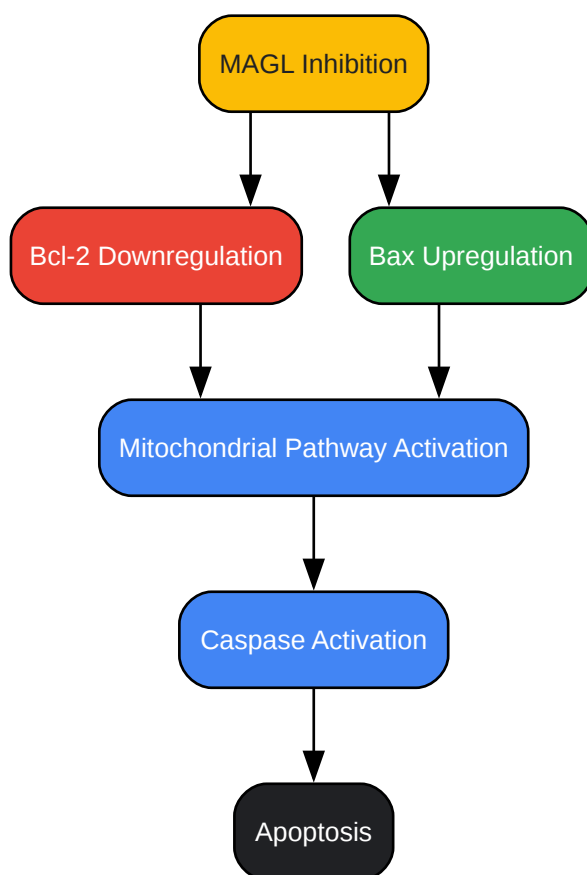 MAGL Inhibition
Bcl-2 Downregulation
Bax Upregulation
Mitochondrial Pathway Activation
Caspase Activation
Apoptosis